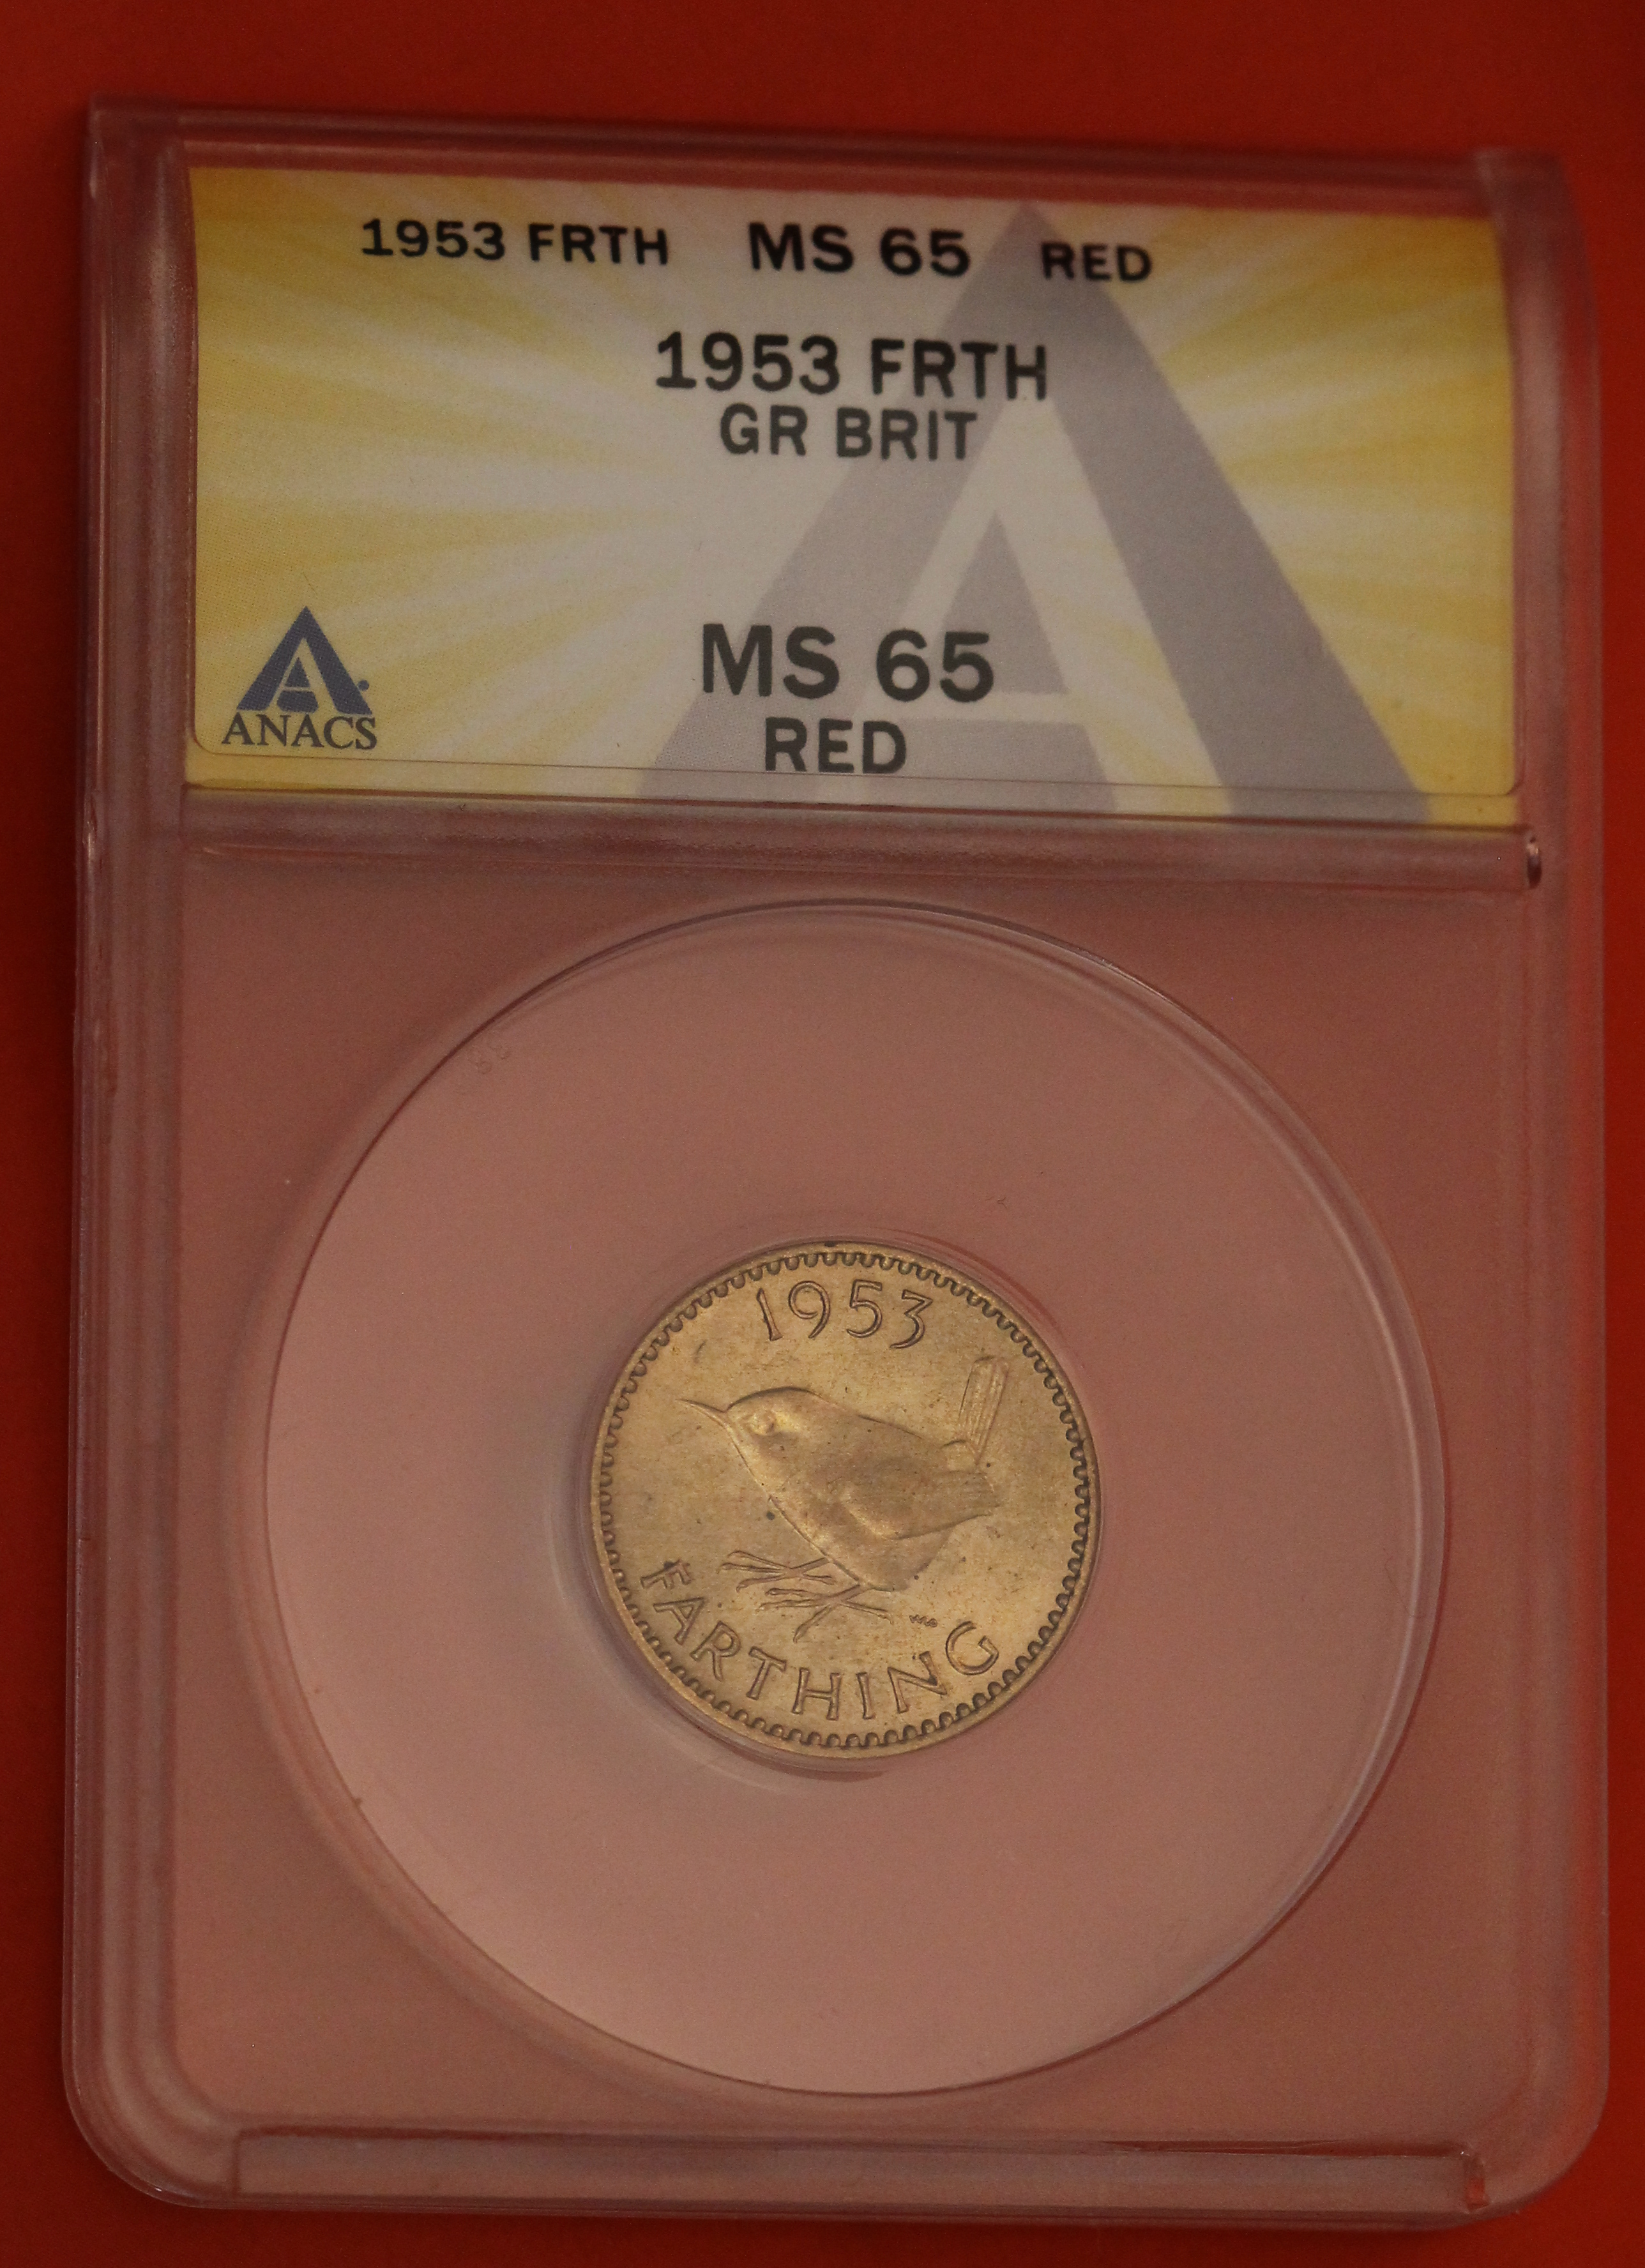 1953 FRTH MS 65 RED
1953 FRTH
GR BRIT
MS 65
RED
ANACS
1953
FARTHING